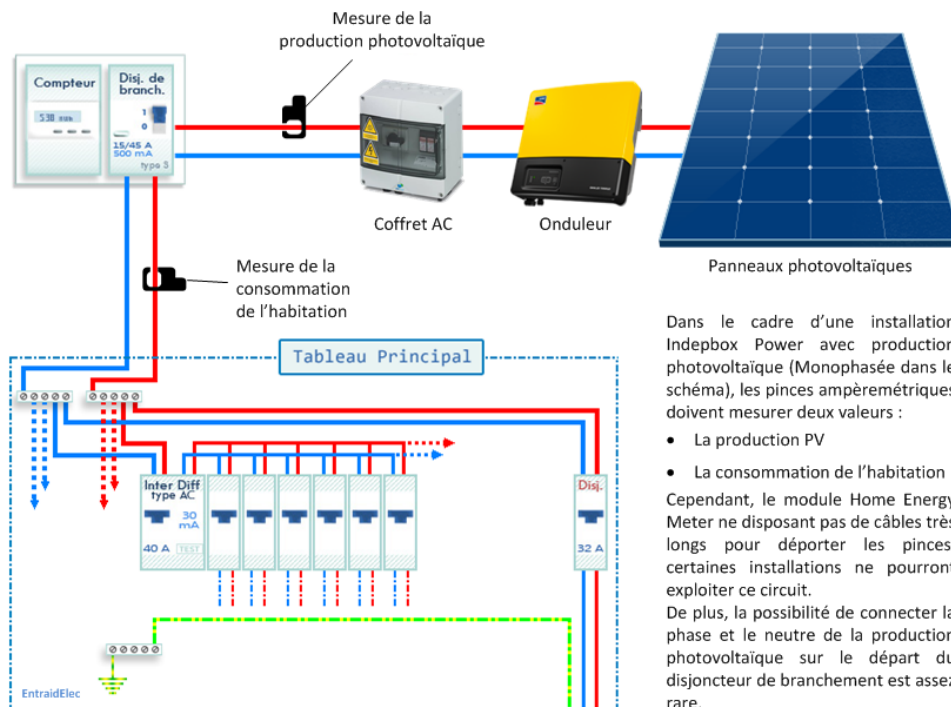 Mesure de la
production photovoltaïque
Compteur
Disj. de
branch.
1
0
15/45 A
500 mA
type S
Coffret AC
Onduleur
Panneaux photovoltaïques
Mesure de la
consommation
de l'habitation
Tableau Principal
Inter Diff
type AC
30
mA
40 A
TEST
Disj.
32 A
EntraidElec
Dans le cadre d'une installation
Indepbox Power avec production
photovoltaïque (Monophasée dans le
schéma), les pinces ampèremétriques
doivent mesurer deux valeurs :
• La production PV
• La consommation de l'habitation
Cependant, le module Home Energy
Meter ne disposant pas de câbles très
longs pour déporter les pinces
certaines installations ne pourront
exploiter ce circuit.
De plus, la possibilité de connecter la
phase et le neutre de la production
photovoltaïque sur le départ du
disjoncteur de branchement est assez
rare.